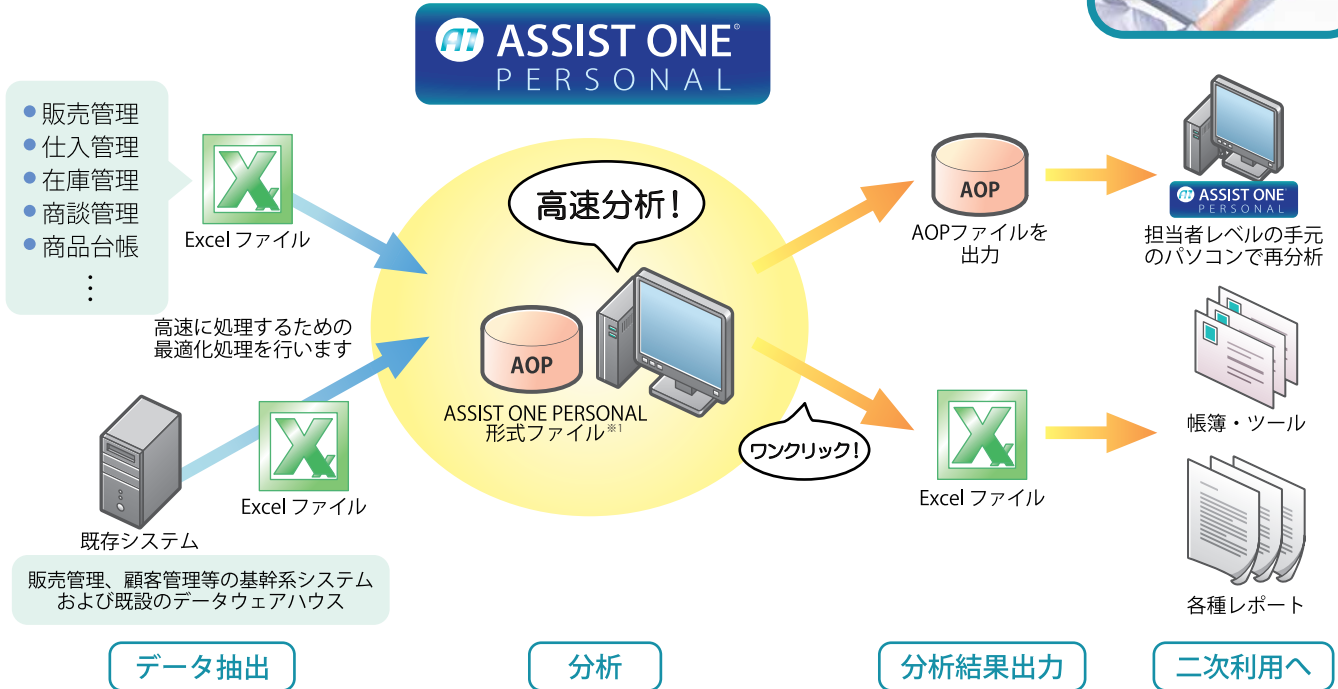 A1 ASSIST ONE®
PERSONAL
● 販売管理
● 仕入管理
● 在庫管理
● 商談管理
● 商品台帳
⋮
Excel ファイル
高速に処理するための
最適化処理を行います
既存システム
Excel ファイル
販売管理、顧客管理等の基幹系システム
および既設のデータウェアハウス
高速分析!
AOP
ASSIST ONE PERSONAL
形式ファイル※1
ワンクリック!
AOP
AOPファイルを
出力
Excel ファイル
A1 ASSIST ONE
PERSONAL
担当者レベルの手元
のパソコンで再分析
帳簿・ツール
各種レポート
データ抽出
分析
分析結果出力
二次利用へ